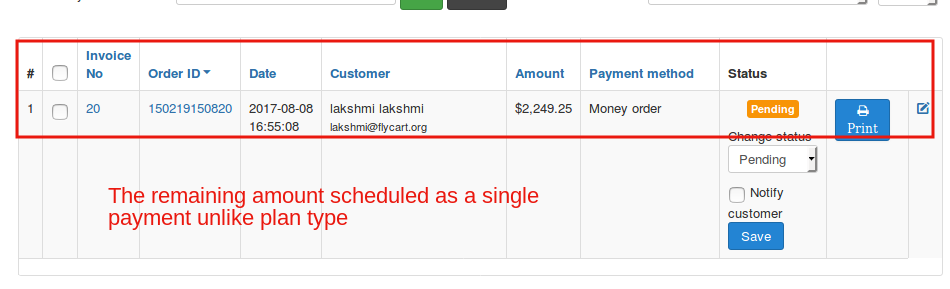 Invoice
# No Order ID Date Customer Amount Payment method Status
1 20 150219150820 2017-08-08 lakshmi lakshmi $2,249.25 Money order Pending
16:55:08 lakshmi@flycart.org Print
Change status
Pending
The remaining amount scheduled as a single
payment unlike plan type
Notify
customer
Save